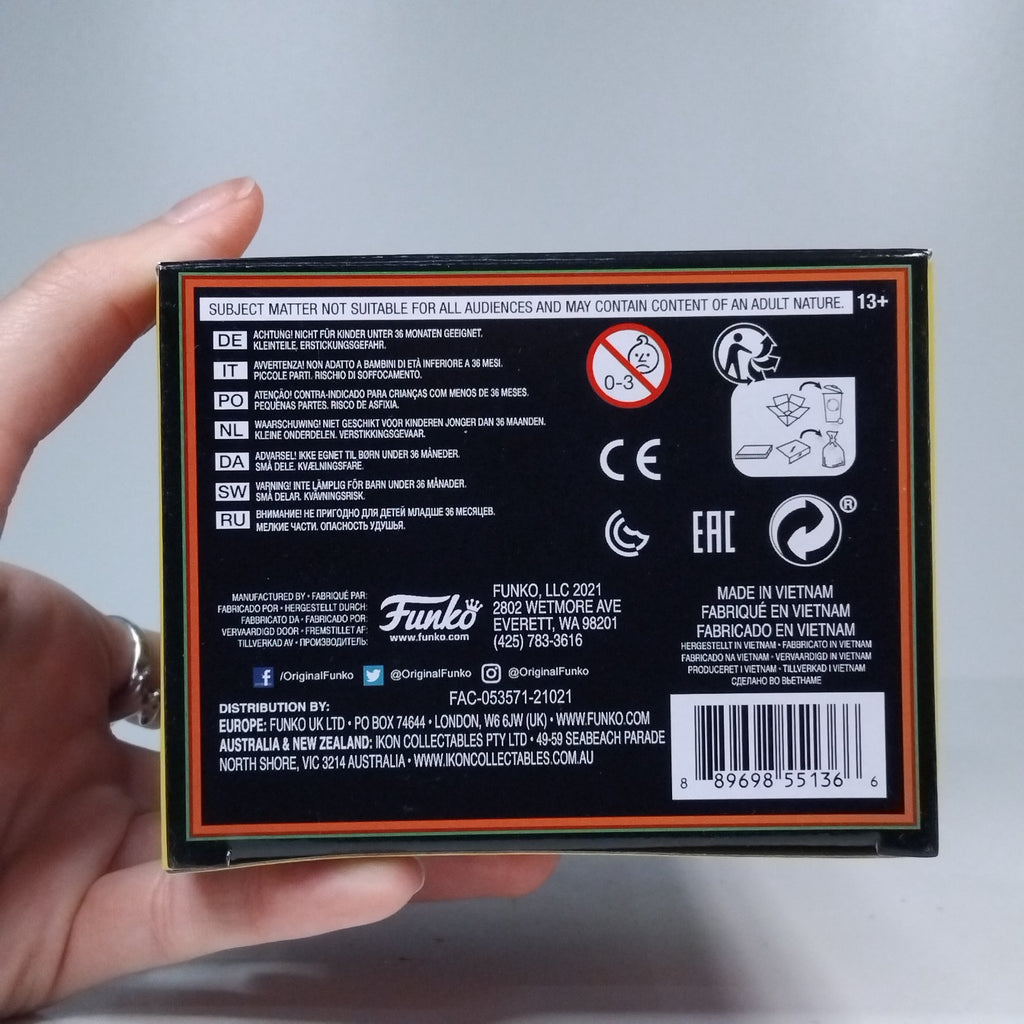 SUBJECT MATTER NOT SUITABLE FOR ALL AUDIENCES AND MAY CONTAIN CONTENT OF AN ADULT NATURE. 13+
DE ACHTUNG! NICHT FÜR KINDER UNTER 36 MONATEN GEEIGNET.
KLEINTEILE. ERSTICKUNGSGEFAHR.
IT AVVERTENZA! NON ADATTO A BAMBINI DI ETÀ INFERIORE A 36 MESI.
PICCOLE PARTI. RISCHIO DI SOFFOCAMENTO.
PO ATENÇÃO! CONTRA-INDICADO PARA CRIANÇAS COM MENOS DE 36 MESES.
PEQUENAS PARTES. RISCO DE ASFIXIA.
NL WAARSCHUWING! NIET GESCHIKT VOOR KINDEREN JONGER DAN 36 MAANDEN.
KLEINE ONDERDELEN. VERSTIKKINGSGEVAAR.
DA ADVARSEL! IKKE EGNET TIL BØRN UNDER 36 MÅNEDER.
SMÅ DELE. KVÆLNINGSFARE.
SW VARNING! INTE LÄMPLIG FÖR BARN UNDER 36 MÅNADER.
SMÅ DELAR. KVÄVNINGSRISK.
RU ВНИМАНИЕ! НЕ ПРИГОДНО ДЛЯ ДЕТЕЙ МЛАДШЕ 36 МЕСЯЦЕВ.
МЕЛКИЕ ЧАСТИ. ОПАСНОСТЬ УДУШЬЯ.
0-3
CE
EAC
®
MANUFACTURED BY • FABRIQUÉ PAR:
FABRICADO POR • HERGESTELLT DURCH:
FABBRICATO DA • FABRICADO POR:
VERVAARDIGD DOOR • FREMSTILLET AF:
TILLVERKAD AV • ПРОИЗВОДИТЕЛЬ:
Funko
www.funko.com
FUNKO, LLC 2021
2802 WETMORE AVE
EVERETT, WA 98201
(425) 783-3616
MADE IN VIETNAM
FABRIQUÉ EN VIETNAM
FABRICADO EN VIETNAM
HERGESTELLT IN VIETNAM • FABBRICATO IN VIETNAM
FABRICADO NA VIETNAM • VERVAARDIGD IN VIETNAM
PRODUCERET I VIETNAM • TILLVERKAD I VIETNAM
СДЕЛАНО ВО ВЬЕТНАМЕ
/OriginalFunko @OriginalFunko @OriginalFunko
FAC-053571-21021
DISTRIBUTION BY:
EUROPE: FUNKO UK LTD • PO BOX 74644 • LONDON, W6 6JW (UK) • WWW.FUNKO.COM
AUSTRALIA & NEW ZEALAND: IKON COLLECTABLES PTY LTD • 49-59 SEABEACH PARADE
NORTH SHORE, VIC 3214 AUSTRALIA • WWW.IKONCOLLECTABLES.COM.AU
8 89698 55136 6